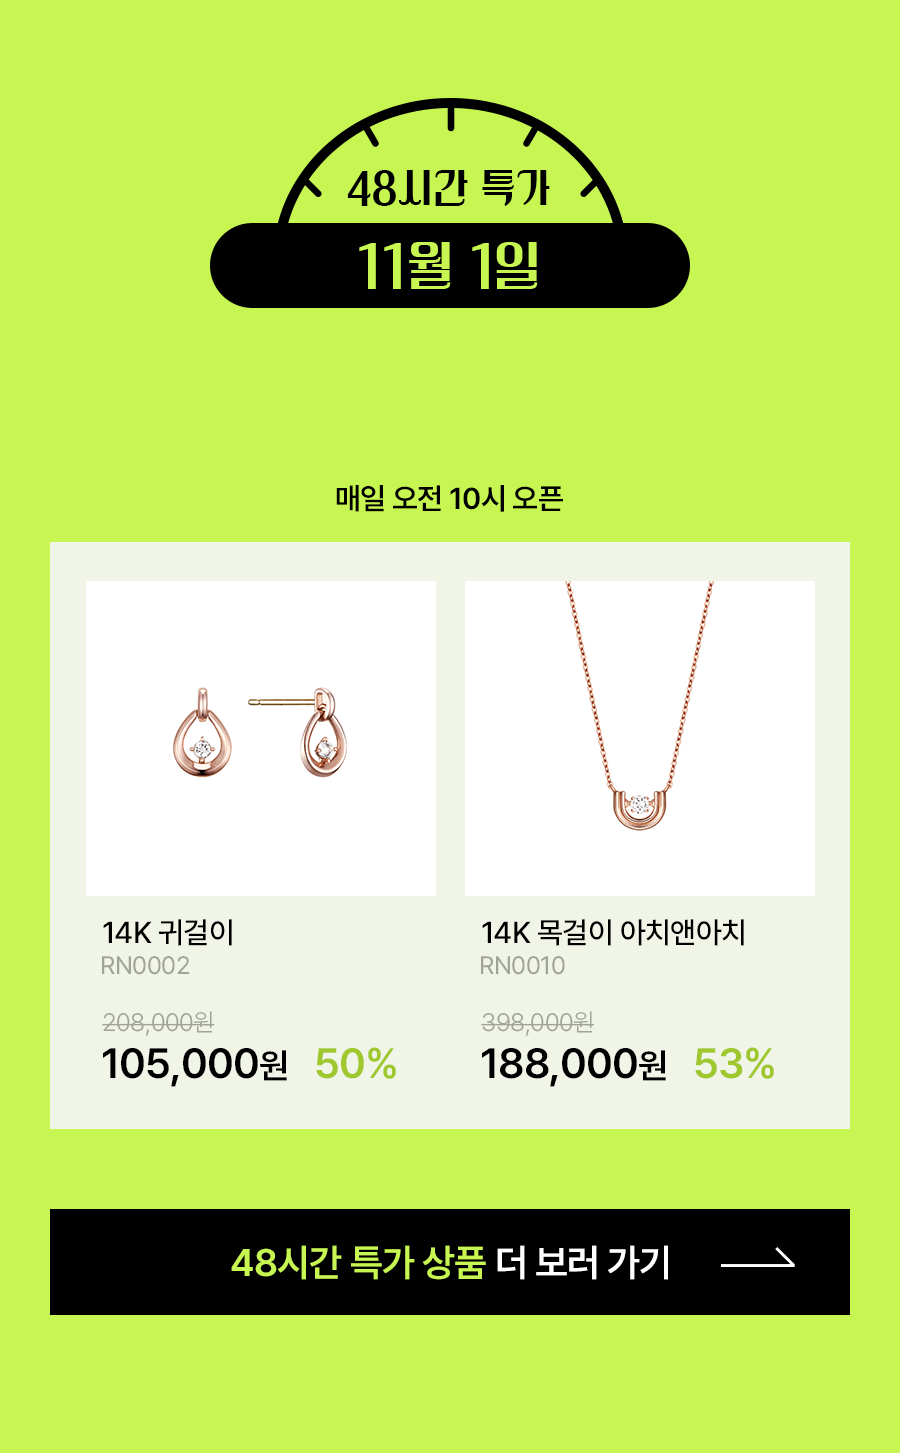 48시간 특가
11월 1일
매일 오전 10시 오픈
14K 귀걸이
RN0002
208,000원
105,000원 50%
14K 목걸이 아치앤아치
RN0010
398,000원
188,000원 53%
48시간 특가 상품 더 보러 가기